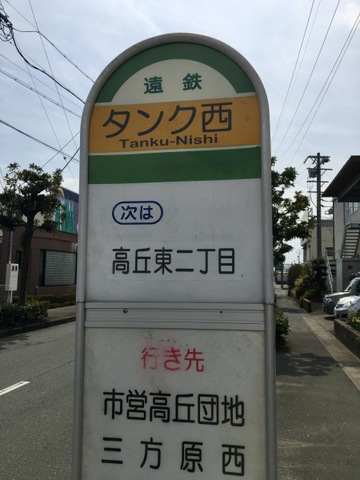 遠鉄
タンク西
Tanku-Nishi
次は
高丘東二丁目
行き先
市営高丘団地
三方原西